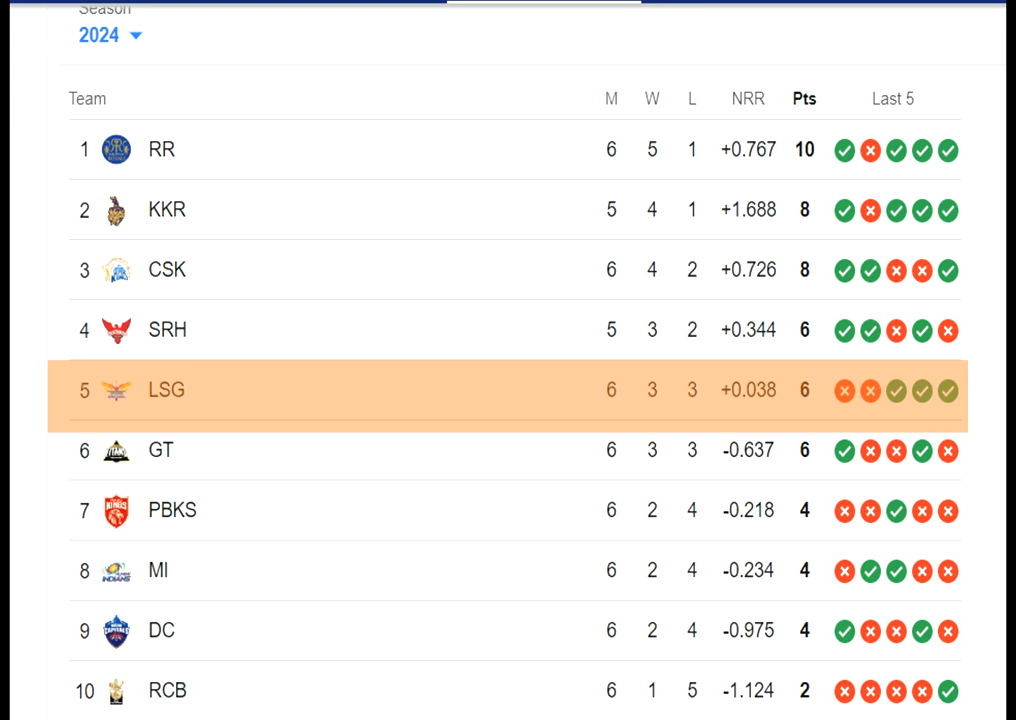 Season
2024
Team M W L NRR Pts Last 5
1 RR 6 5 1 +0.767 10
2 KKR 5 4 1 +1.688 8
3 CSK 6 4 2 +0.726 8
4 SRH 5 3 2 +0.344 6
5 LSG 6 3 3 +0.038 6
6 GT 6 3 3 -0.637 6
7 PBKS 6 2 4 -0.218 4
8 MI 6 2 4 -0.234 4
9 DC 6 2 4 -0.975 4
10 RCB 6 1 5 -1.124 2